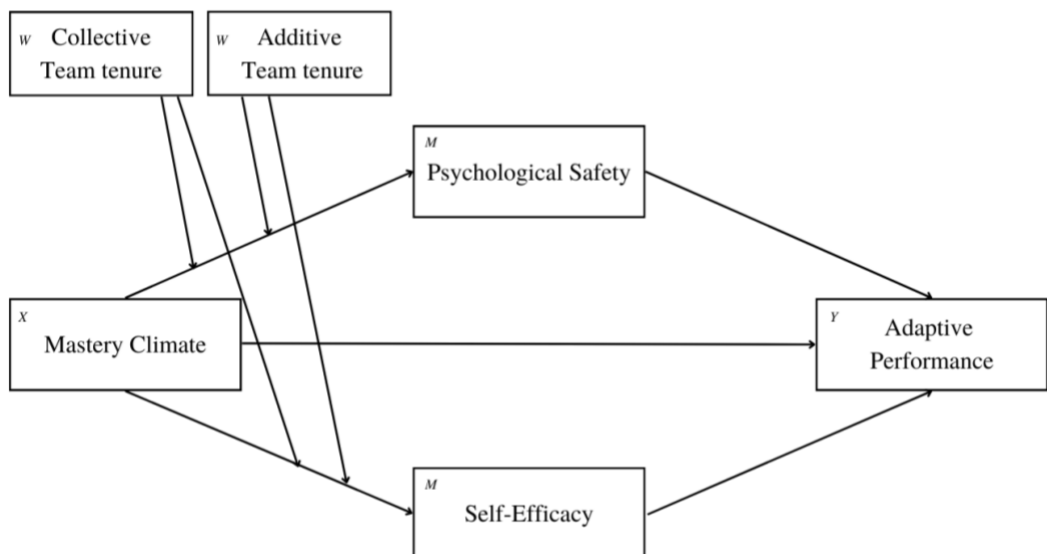 W Collective
Team tenure
W Additive
Team tenure
M
Psychological Safety
X
Mastery Climate
Y Adaptive
Performance
M
Self-Efficacy